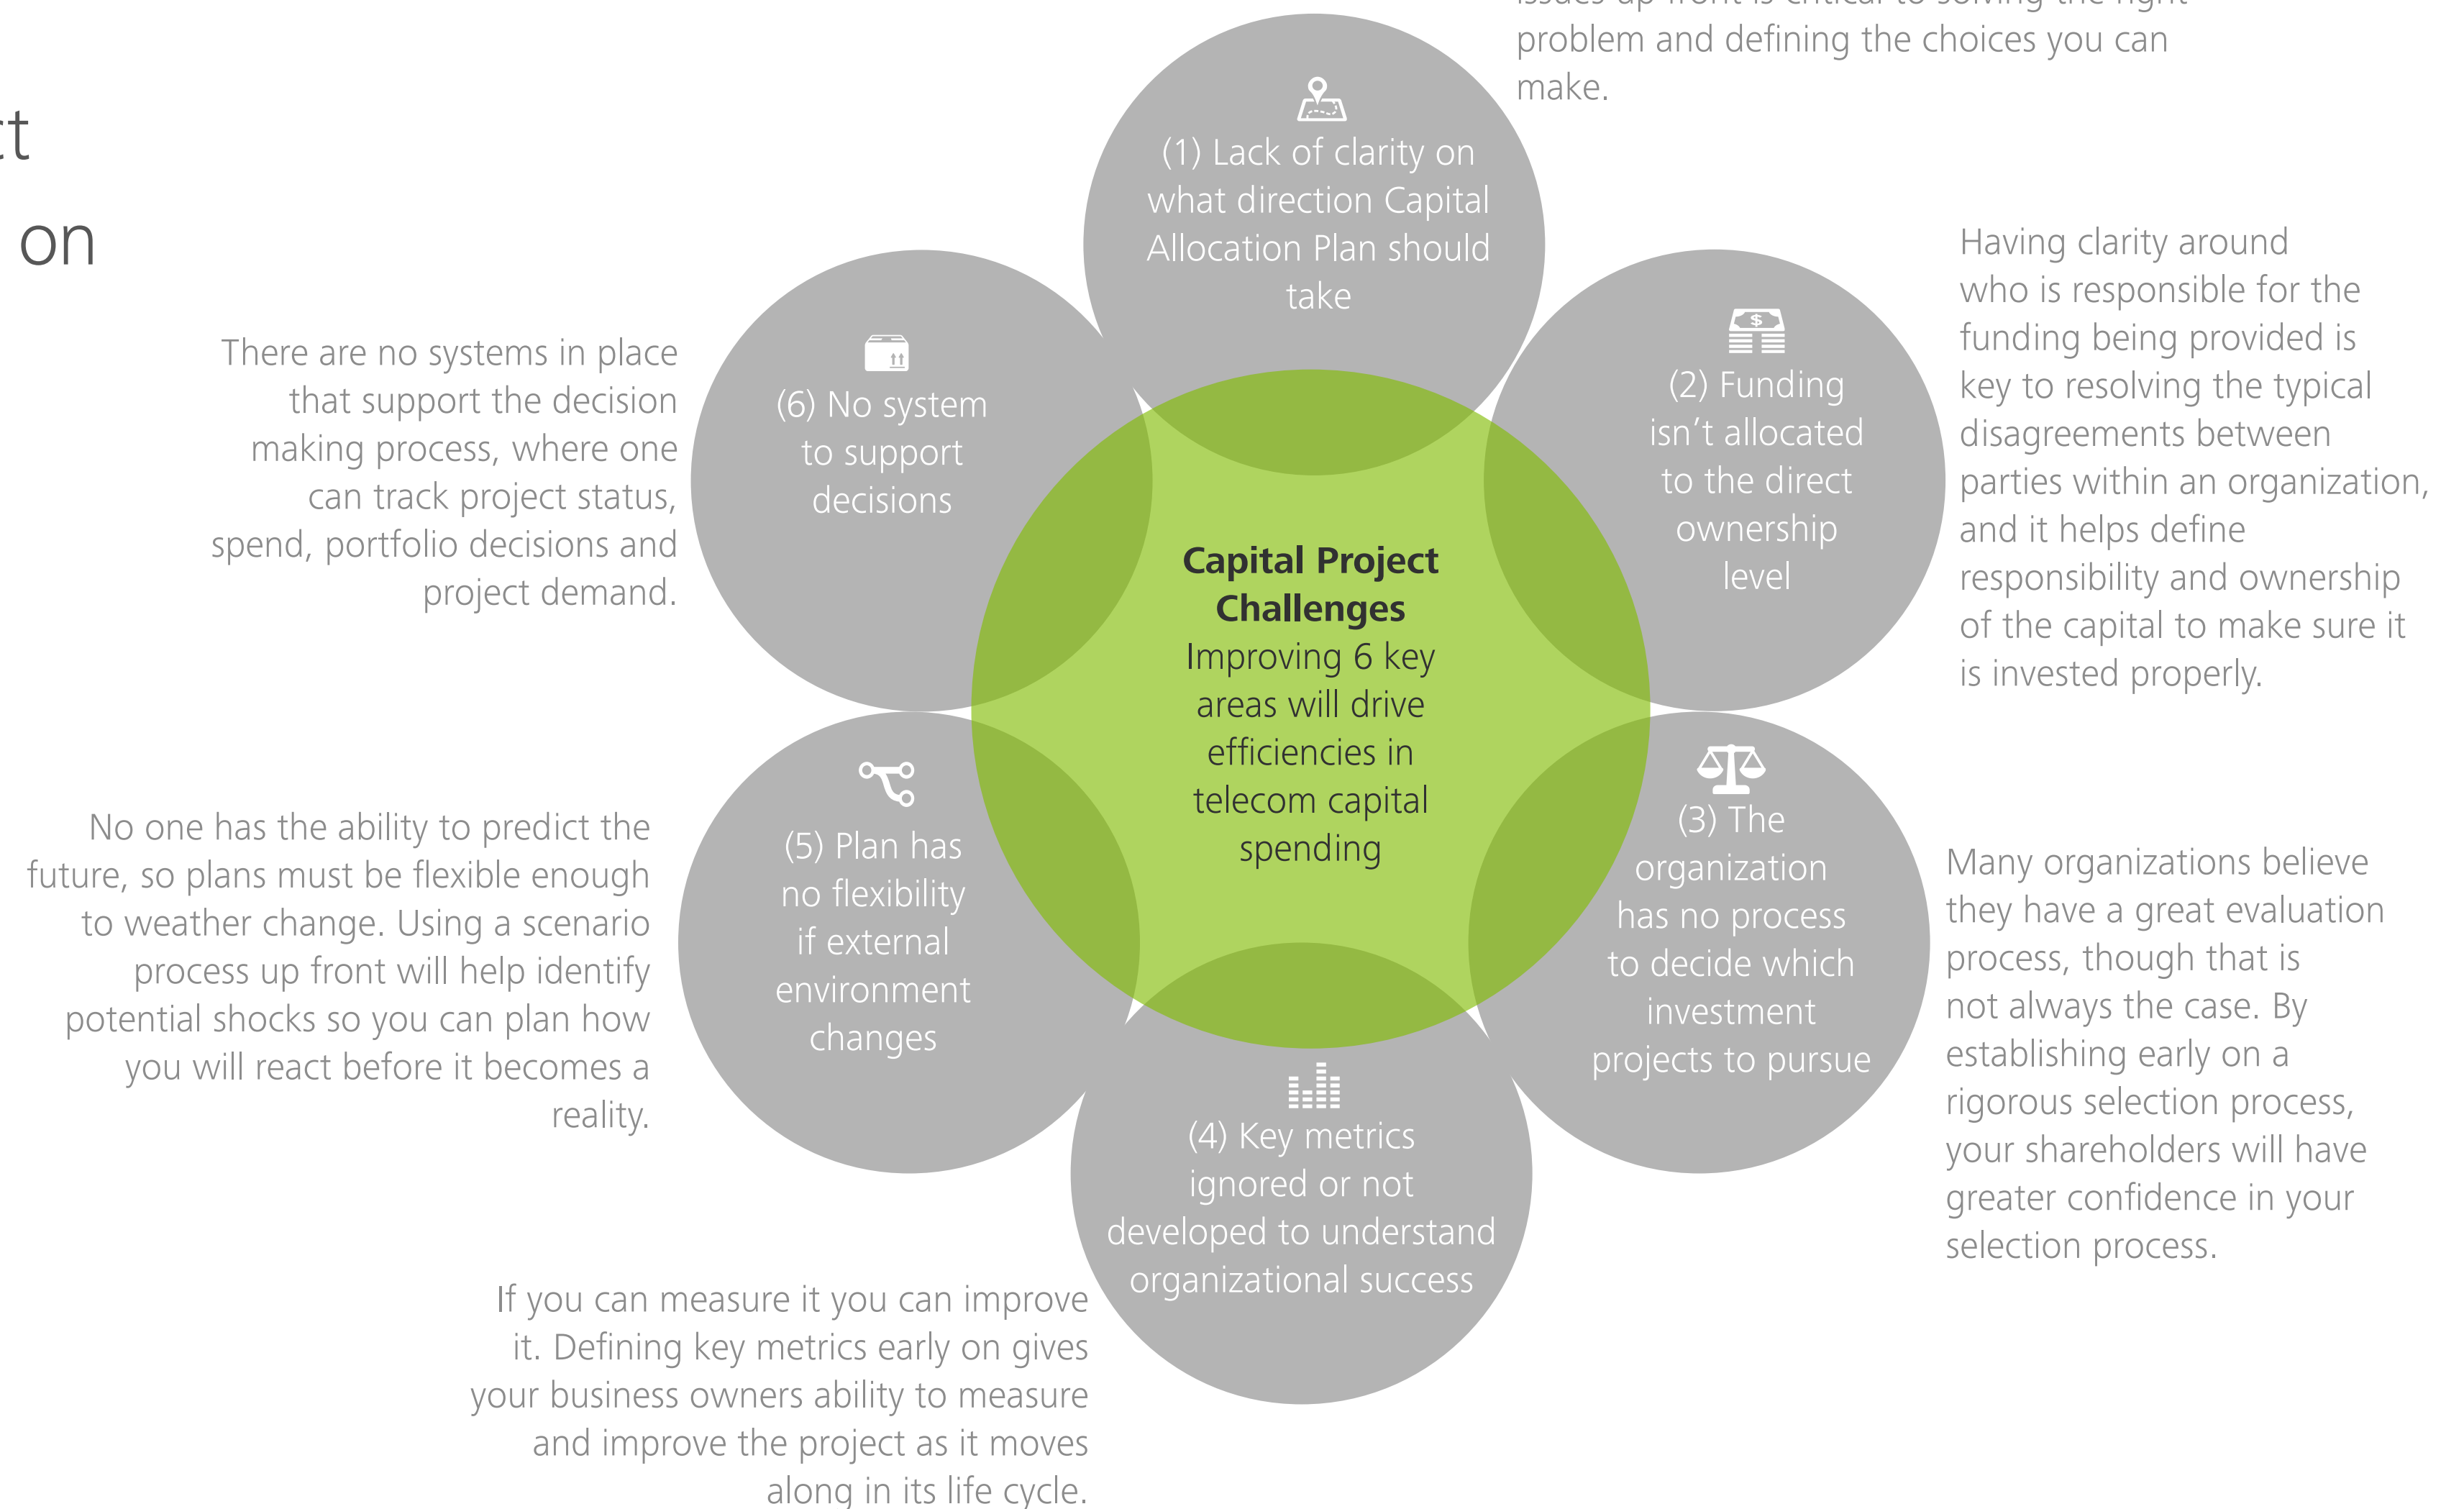 issues up front is critical to solving the right
problem and defining the choices you can
make.
ct
on
(1) Lack of clarity on
what direction Capital
Allocation Plan should
take
(2) Funding
isn’t allocated
to the direct
ownership
level
Having clarity around
who is responsible for the
funding being provided is
key to resolving the typical
disagreements between
parties within an organization,
and it helps define
responsibility and ownership
of the capital to make sure it
is invested properly.
There are no systems in place
that support the decision
making process, where one
can track project status,
spend, portfolio decisions and
project demand.
(6) No system
to support
decisions
Capital Project
Challenges
Improving 6 key
areas will drive
efficiencies in
telecom capital
spending
(3) The
organization
has no process
to decide which
investment
projects to pursue
Many organizations believe
they have a great evaluation
process, though that is
not always the case. By
establishing early on a
rigorous selection process,
your shareholders will have
greater confidence in your
selection process.
No one has the ability to predict the
future, so plans must be flexible enough
to weather change. Using a scenario
process up front will help identify
potential shocks so you can plan how
you will react before it becomes a
reality.
(5) Plan has
no flexibility
if external
environment
changes
(4) Key metrics
ignored or not
developed to understand
organizational success
If you can measure it you can improve
it. Defining key metrics early on gives
your business owners ability to measure
and improve the project as it moves
along in its life cycle.